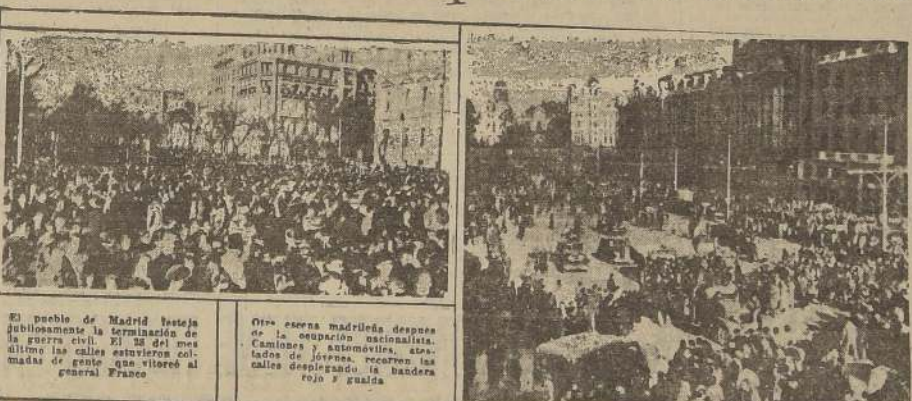 El pueblo de Madrid festeja
jubilosamente la terminación de
la guerra civil. El 28 del mes
último las calles estuvieron col-
madas de gente que vitoreó al
general Franco
Otra escena madrileña después
de la ocupación nacionalista.
Camiones y automóviles, ates-
tados de jóvenes, recorren las
calles desplegando la bandera
rojo y gualda